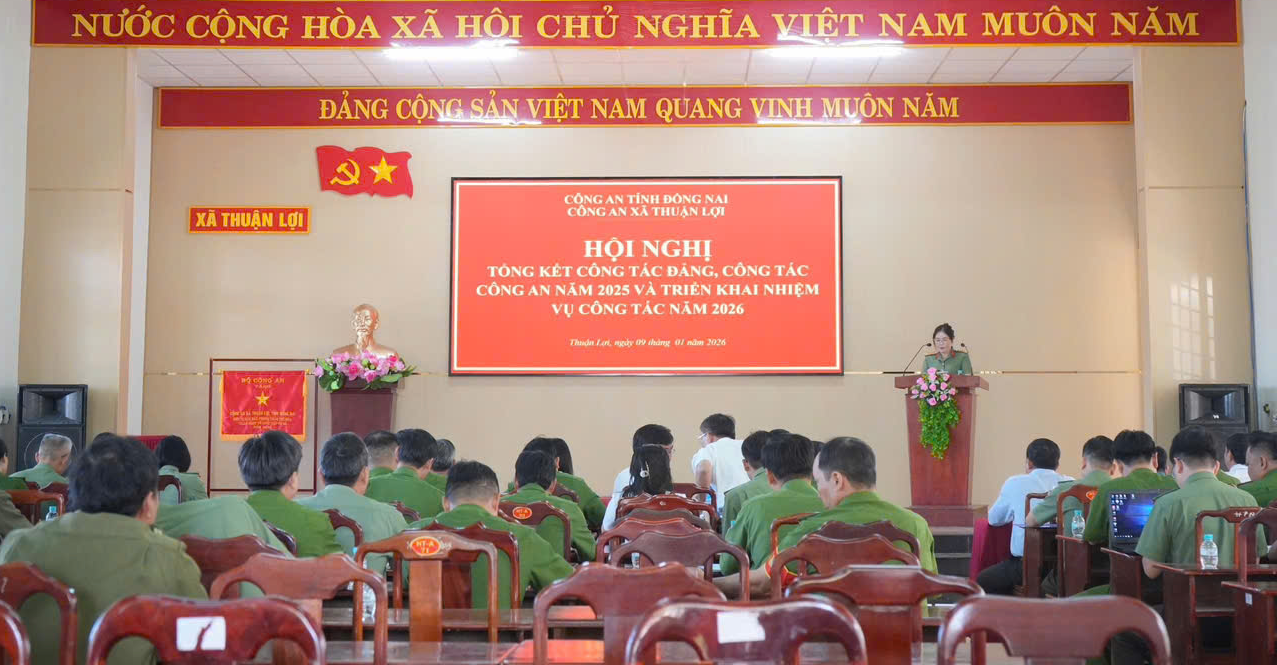 NƯỚC CỘNG HÒA XÃ HỘI CHỦ NGHĨA VIỆT NAM MUÔN NĂM
ĐẢNG CỘNG SẢN VIỆT NAM QUANG VINH MUÔN NĂM
XÃ THUẬN LỢI
CÔNG AN TỈNH ĐỒNG NAI
CÔNG AN XÃ THUẬN LỢI
HỘI NGHỊ
TỔNG KẾT CÔNG TÁC ĐẢNG, CÔNG TÁC
CÔNG AN NĂM 2025 VÀ TRIỂN KHAI NHIỆM
VỤ CÔNG TÁC NĂM 2026
Thuận Lợi, ngày 09 tháng 01 năm 2026
BỘ CÔNG AN
HT-A